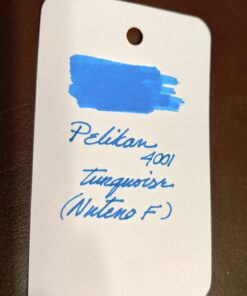 Pelikan
4001
turquoise
(Nuteno F)